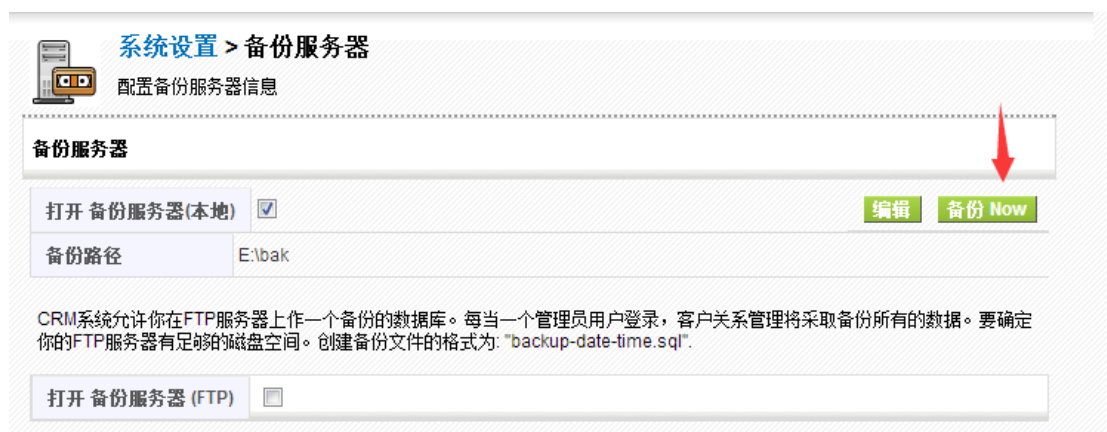 系统设置 > 备份服务器
配置备份服务器信息
备份服务器
打开 备份服务器(本地)
编辑
备份 Now
备份路径
E:\bak
CRM系统允许你在FTP服务器上作一个备份的数据库。每当一个管理员用户登录，客户关系管理将采取备份所有的数据。要确定
你的FTP服务器有足够的磁盘空间。创建备份文件的格式为: "backup-date-time.sql".
打开 备份服务器 (FTP)